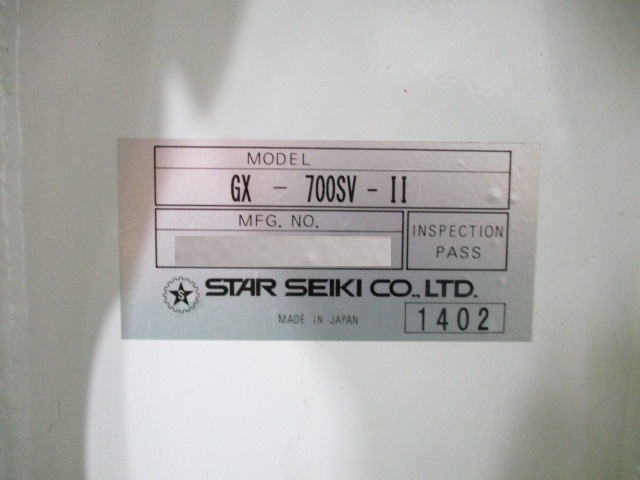 MODEL
GX - 700SV - II
MFG. NO.
INSPECTION
PASS
S
STAR SEIKI CO., LTD.
MADE IN JAPAN
1402